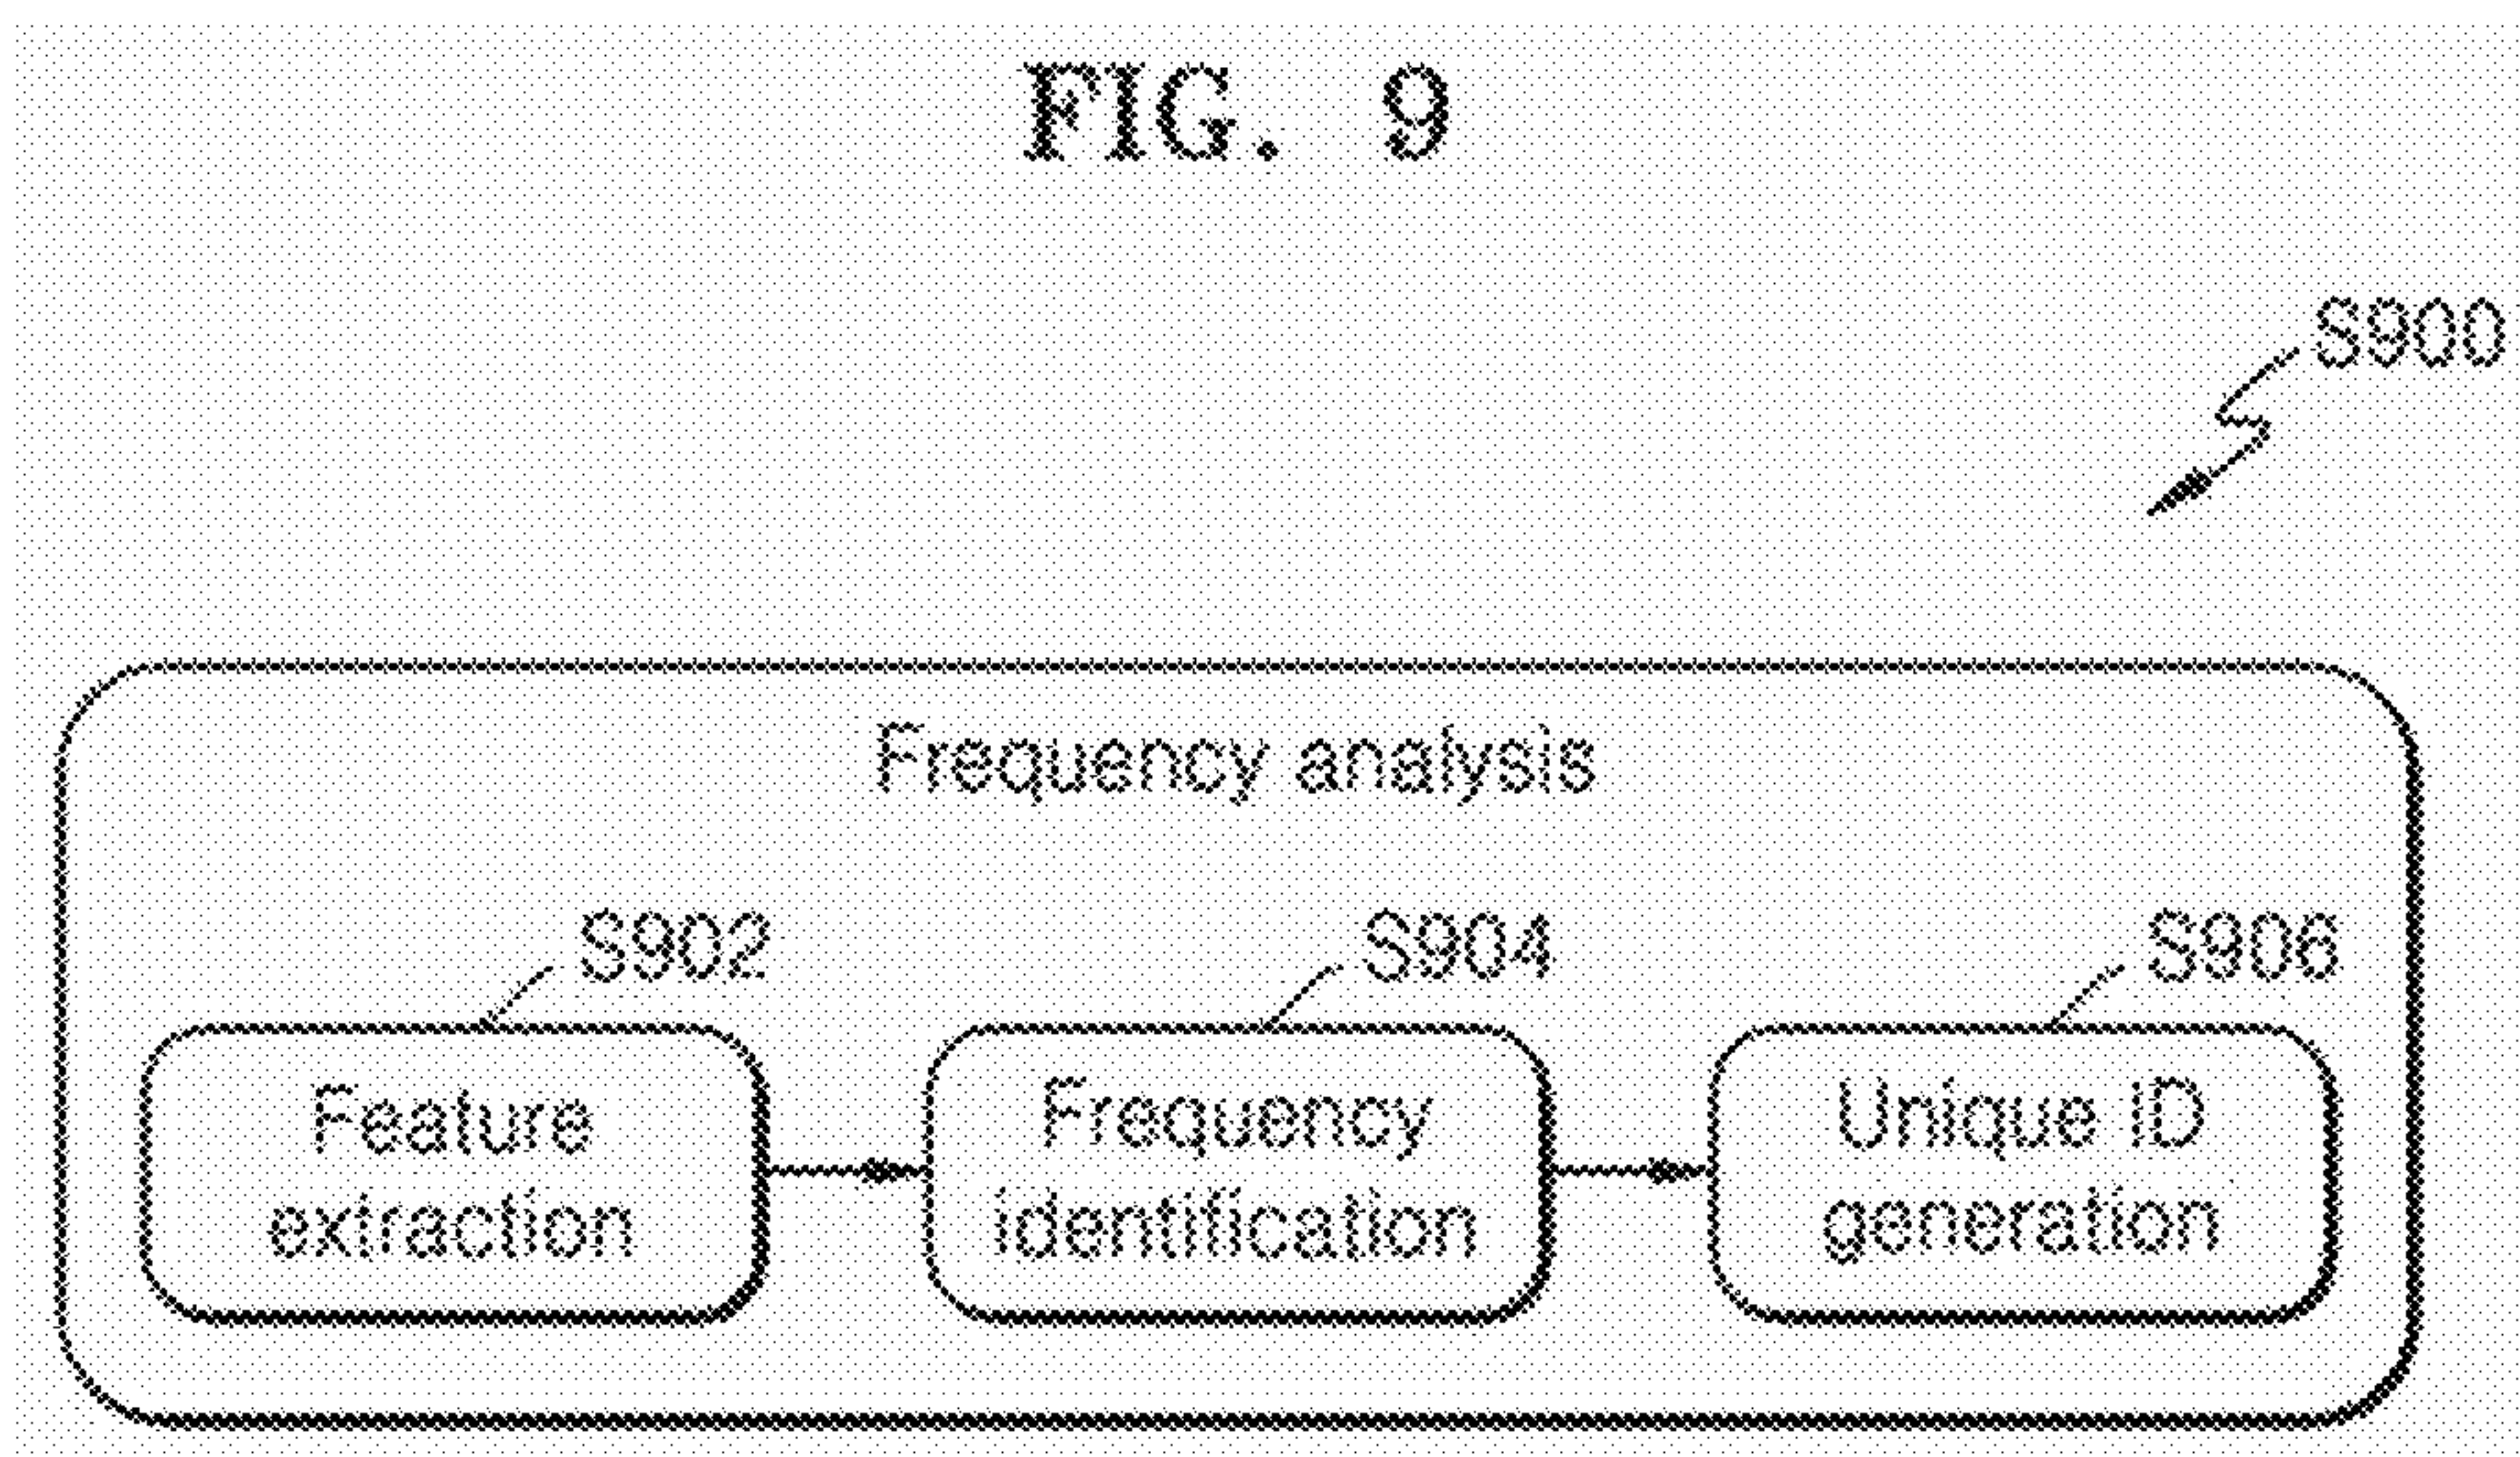 FIG. 9
S900
Frequency analysis
S902
S904
S906
Feature
extraction
Frequency
identification
Unique ID
generation